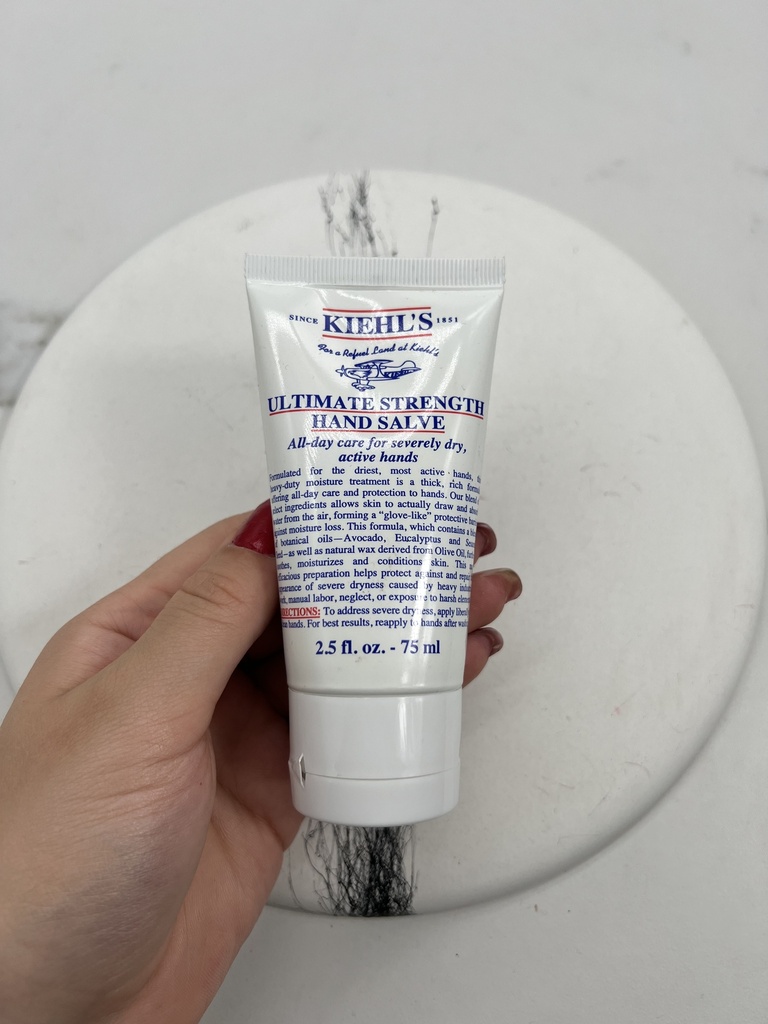 SINCE KIEHL'S 1851
For a Refuel Land at Kiehl's
KIEHL'S
ULTIMATE STRENGTH
HAND SALVE
All-day care for severely dry,
active hands
Formulated for the driest, most active hands,
heavy-duty moisture treatment is a thick, rich
offering all-day care and protection to hands. Our
select ingredients allows skin to actually draw and
water from the air, forming a "glove-like" protective
against moisture loss. This formula, which contains a
of botanical oils—Avocado, Eucalyptus and
as well as natural wax derived from Olive Oil,
moisturizes and conditions skin. This
preparation helps protect against and
appearance of severe dryness caused by heavy
manual labor, neglect, or exposure to harsh
DIRECTIONS: To address severe dryness, apply
hands. For best results, reapply to hands after
2.5 fl. oz. - 75 ml